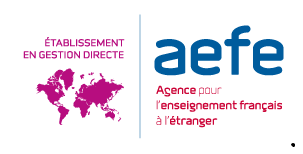 ÉTABLISSEMENT
EN GESTION DIRECTE
aefe
Agence pour
l'enseignement français
à l'étranger